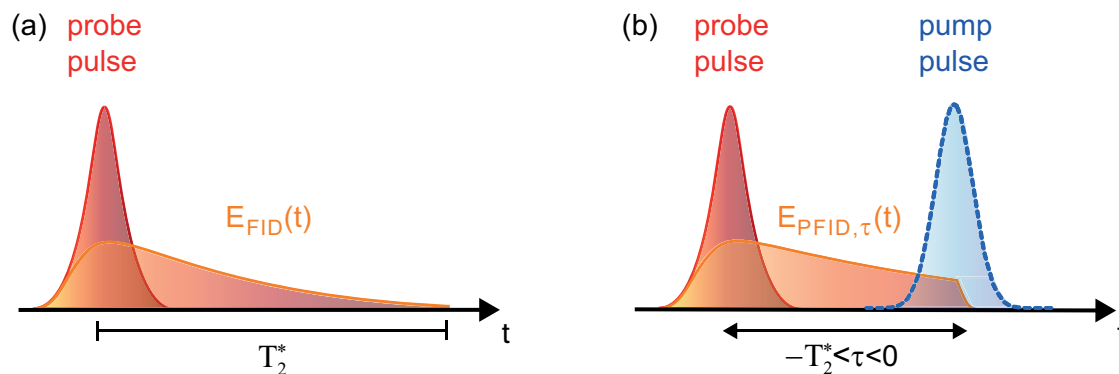 (a) probe
pulse
E_FID(t)
t
T₂*
(b) probe
pulse
pump
pulse
E_PFID,τ(t)
−T₂*<τ<0